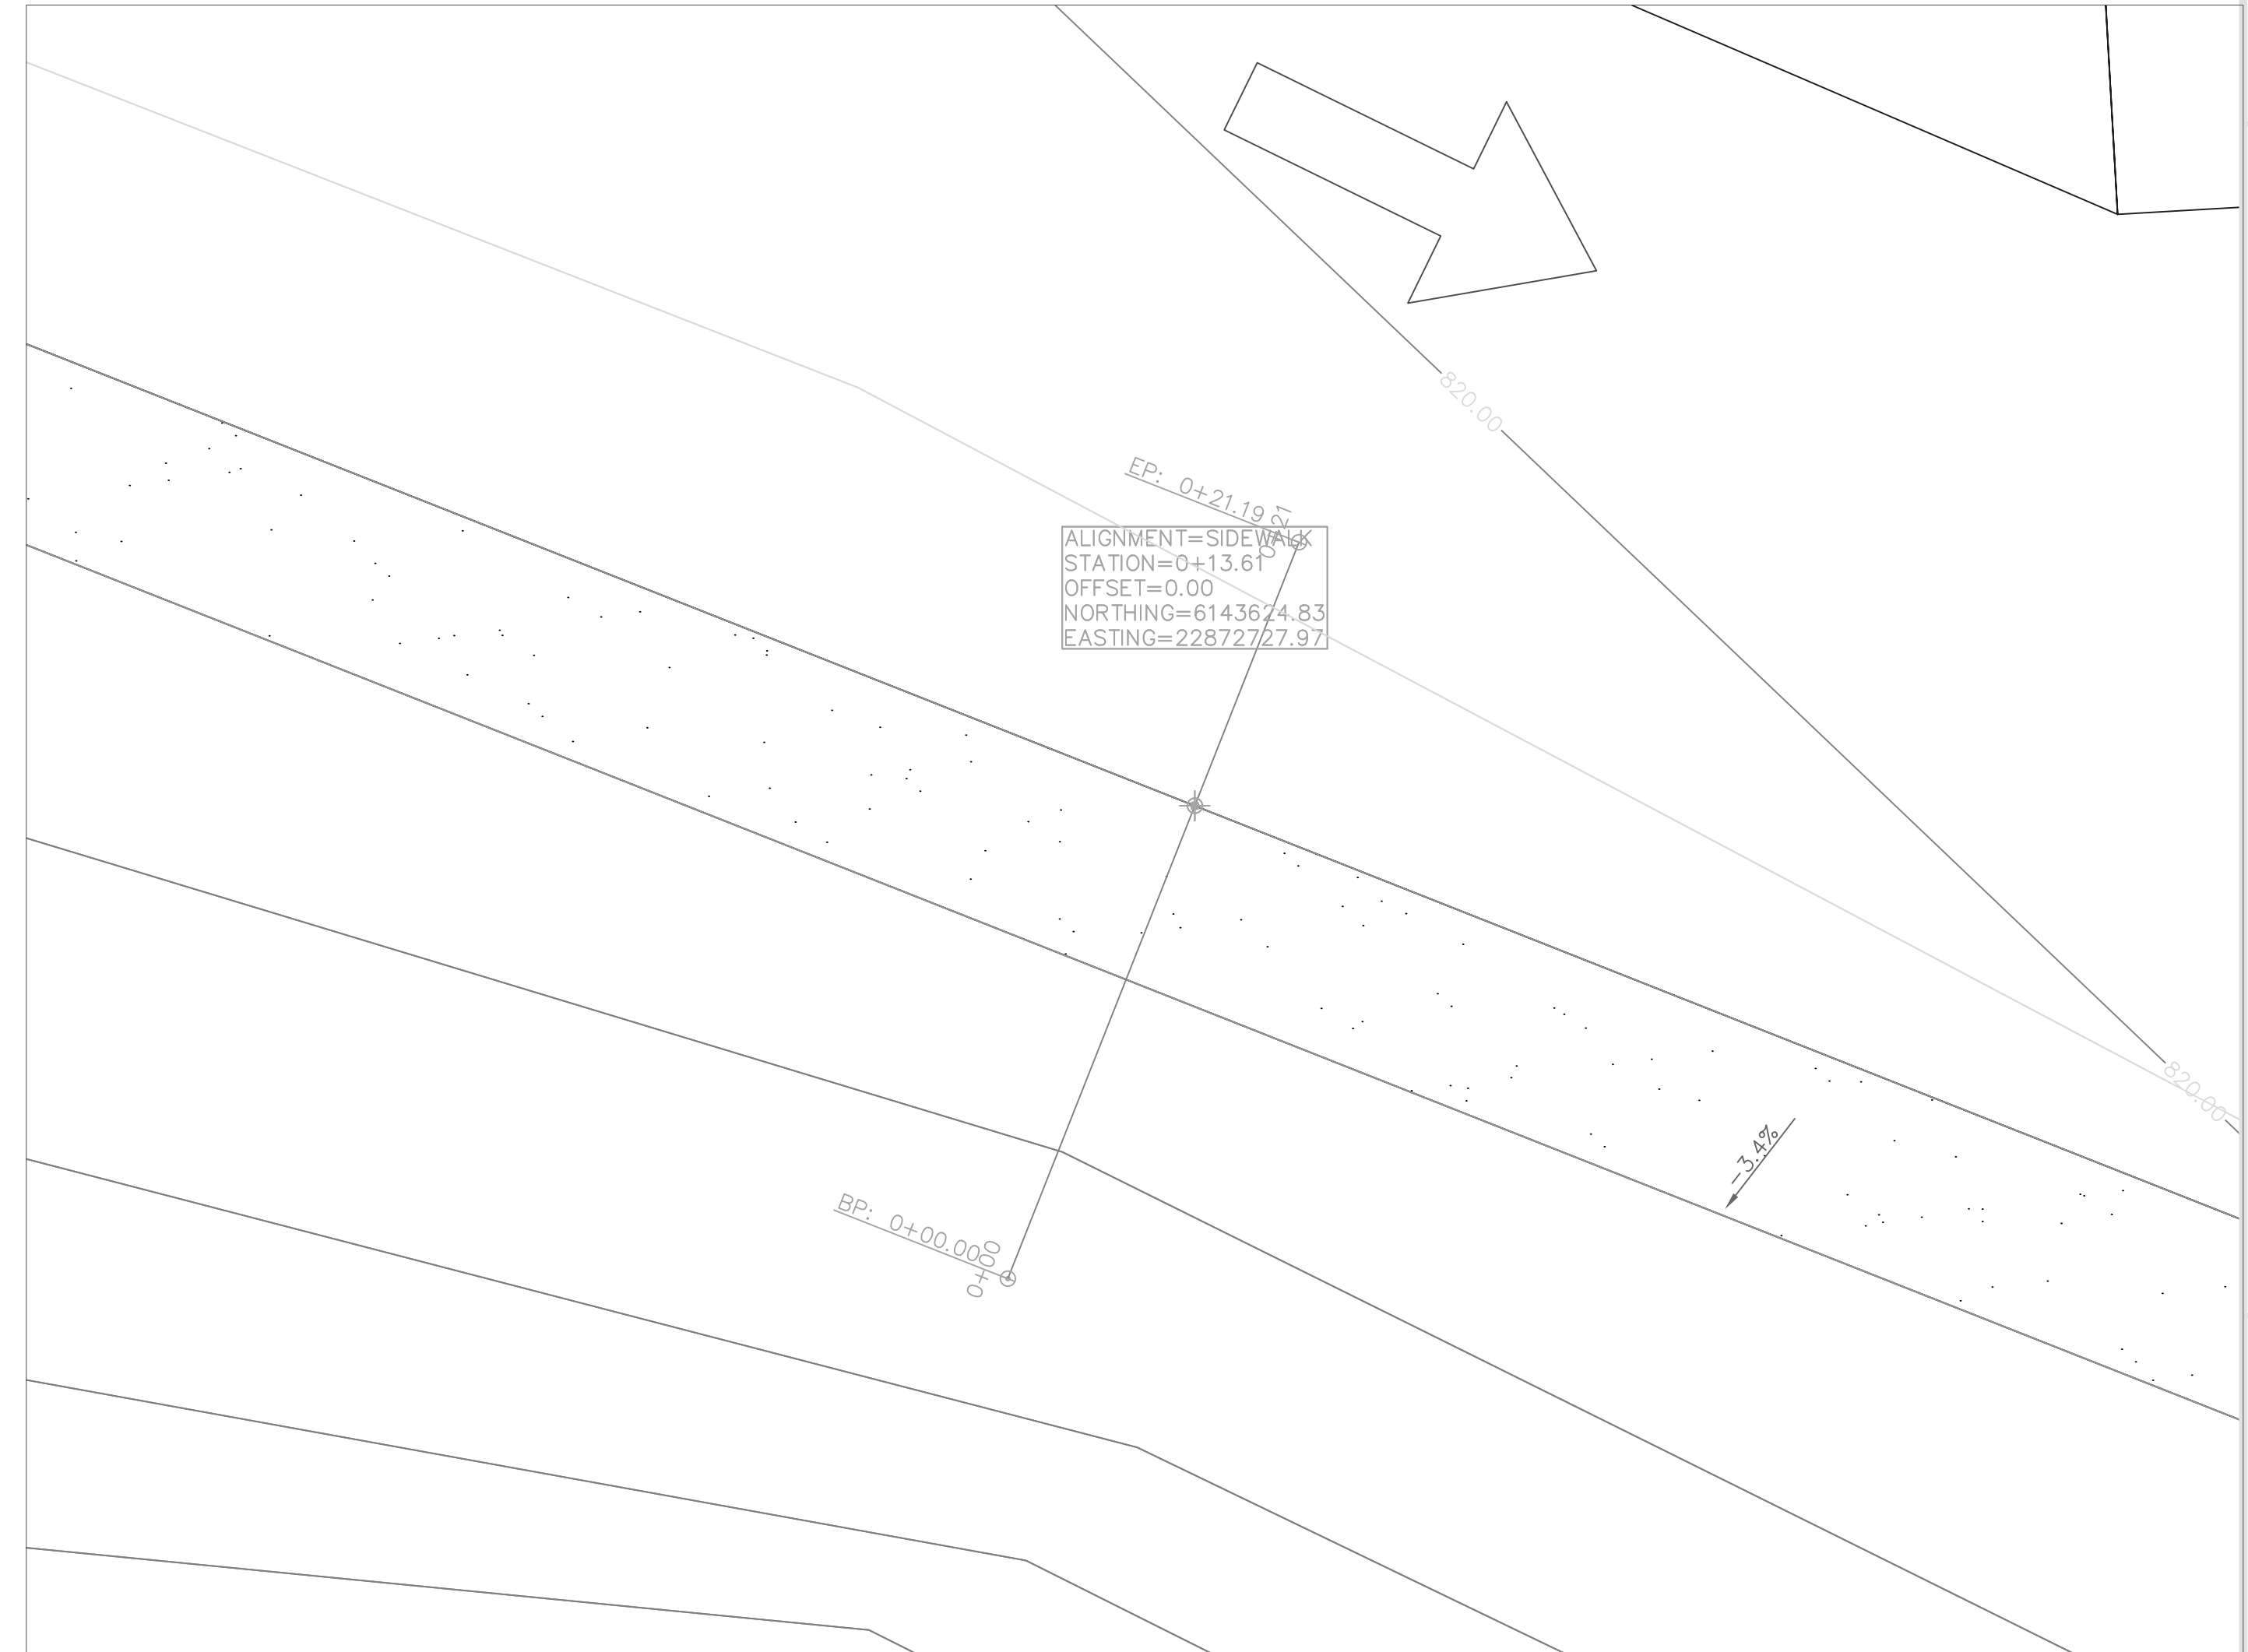 820.00
EP: 0+21.19
0+21
ALIGNMENT=SIDEWALK
STATION=0+13.61
OFFSET=0.00
NORTHING=6143624.83
EASTING=22872727.97
820.00
-3.4%
BP: 0+00.00
0+00